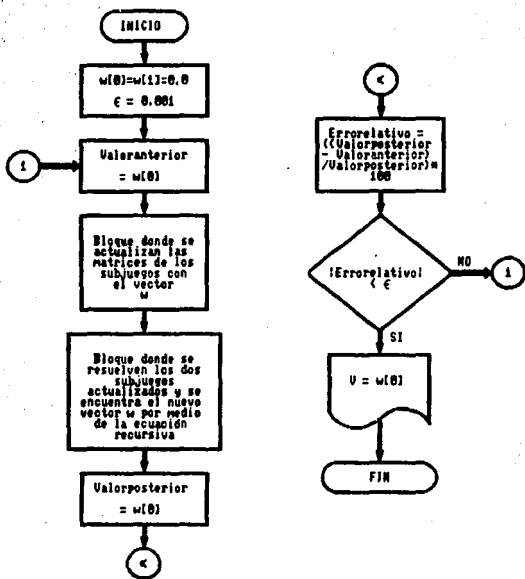 INICIO
w[0]=w[1]=0.0
ϵ = 0.001
1
Valoranterior
= w[0]
Bloque donde se
actualizan las
matrices de los
subjuegos con
el vector
w
Bloque donde se
resuelven los dos
subjuegos
actualizados y se
encuentra el nuevo
vector w por medio
de la ecuación
recursiva
Valorposterior
= w[0]
<
<
Errorelativo =
((Valorposterior
- Valoranterior)
/Valorposterior)*
100
|Errorelativo|
< ϵ
NO
1
SI
V = w[0]
FIN